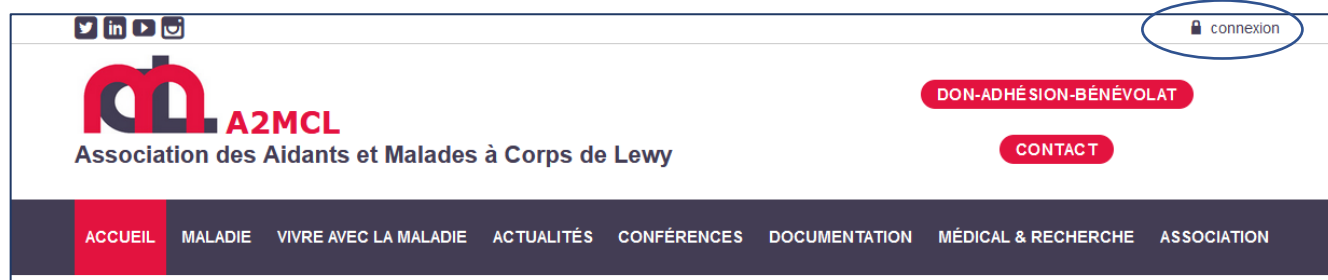 connexion
A2MCL
Association des Aidants et Malades à Corps de Lewy
DON-ADHÉSION-BÉNÉVOLAT
CONTACT
ACCUEIL MALADIE VIVRE AVEC LA MALADIE ACTUALITÉS CONFÉRENCES DOCUMENTATION MÉDICAL & RECHERCHE ASSOCIATION